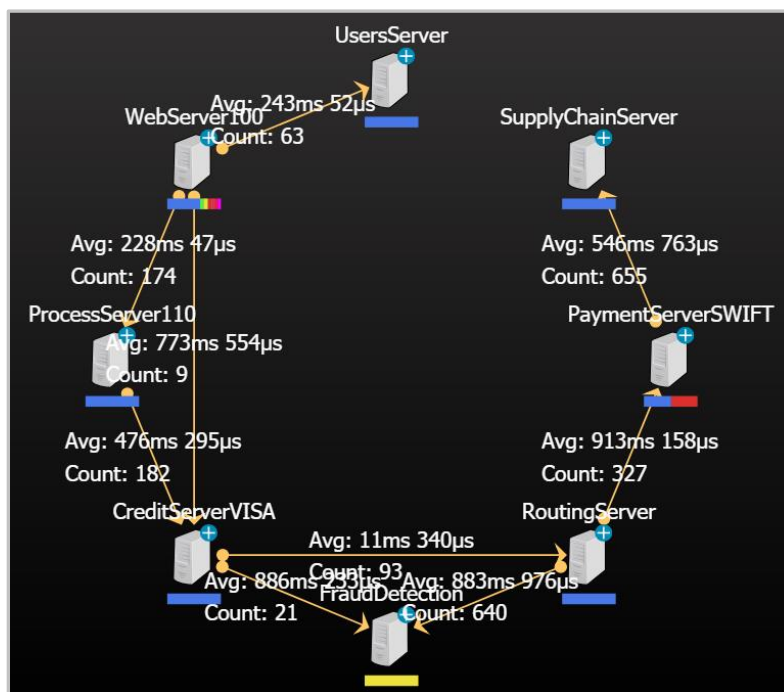 UsersServer
Avg: 243ms 52µs
WebServer100
Count: 63
SupplyChainServer
Avg: 228ms 47µs
Count: 174
Avg: 546ms 763µs
Count: 655
ProcessServer110
PaymentServerSWIFT
Avg: 773ms 554µs
Count: 9
Avg: 476ms 295µs
Count: 182
Avg: 913ms 158µs
Count: 327
CreditServerVISA
RoutingServer
Avg: 11ms 340µs
Count: 93
Avg: 886ms
Avg: 883ms 976µs
FraudDetection
Count: 21
Count: 640